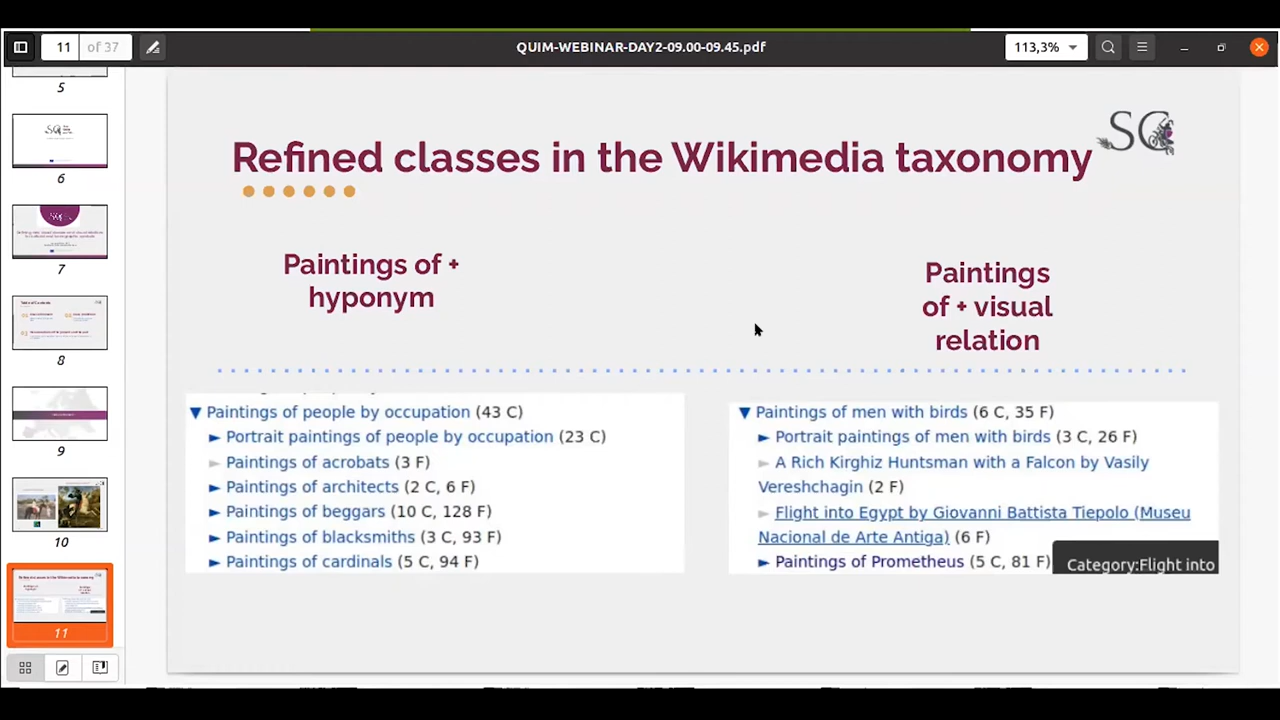 11 of 37
QUIM-WEBINAR-DAY2-09.00-09.45.pdf
113,3%
5
6
7
8
9
10
11
SC
Refined classes in the Wikimedia taxonomy
Paintings of +
hyponym
Paintings
of + visual
relation
▼ Paintings of people by occupation (43 C)
► Portrait paintings of people by occupation (23 C)
► Paintings of acrobats (3 F)
► Paintings of architects (2 C, 6 F)
► Paintings of beggars (10 C, 128 F)
► Paintings of blacksmiths (3 C, 93 F)
► Paintings of cardinals (5 C, 94 F)
▼ Paintings of men with birds (6 C, 35 F)
► Portrait paintings of men with birds (3 C, 26 F)
► A Rich Kirghiz Huntsman with a Falcon by Vasily
Vereshchagin (2 F)
► Flight into Egypt by Giovanni Battista Tiepolo (Museu
Nacional de Arte Antiga) (6 F)
► Paintings of Prometheus (5 C, 81 F)
Category:Flight into